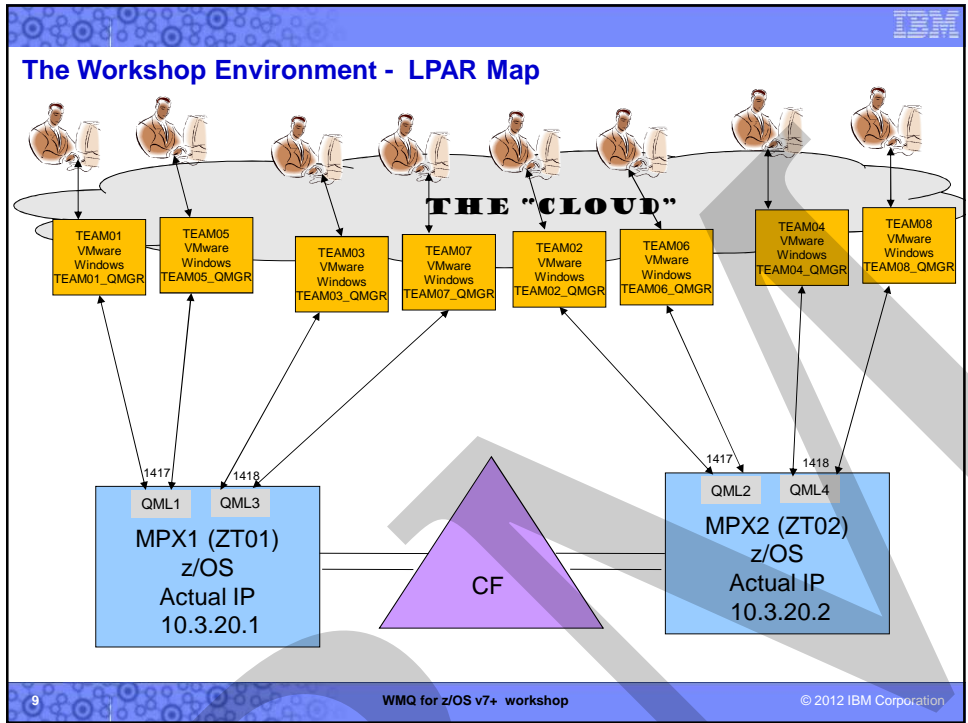 IBM
The Workshop Environment - LPAR Map
THE "CLOUD"
TEAM01
VMware
Windows
TEAM01_QMGR
TEAM05
VMware
Windows
TEAM05_QMGR
TEAM03
VMware
Windows
TEAM03_QMGR
TEAM07
VMware
Windows
TEAM07_QMGR
TEAM02
VMware
Windows
TEAM02_QMGR
TEAM06
VMware
Windows
TEAM06_QMGR
TEAM04
VMware
Windows
TEAM04_QMGR
TEAM08
VMware
Windows
TEAM08_QMGR
1417
1418
QML1
QML3
MPX1 (ZT01)
z/OS
Actual IP
10.3.20.1
CF
1417
1418
QML2
QML4
MPX2 (ZT02)
z/OS
Actual IP
10.3.20.2
9
WMQ for z/OS v7+ workshop
© 2012 IBM Corporation